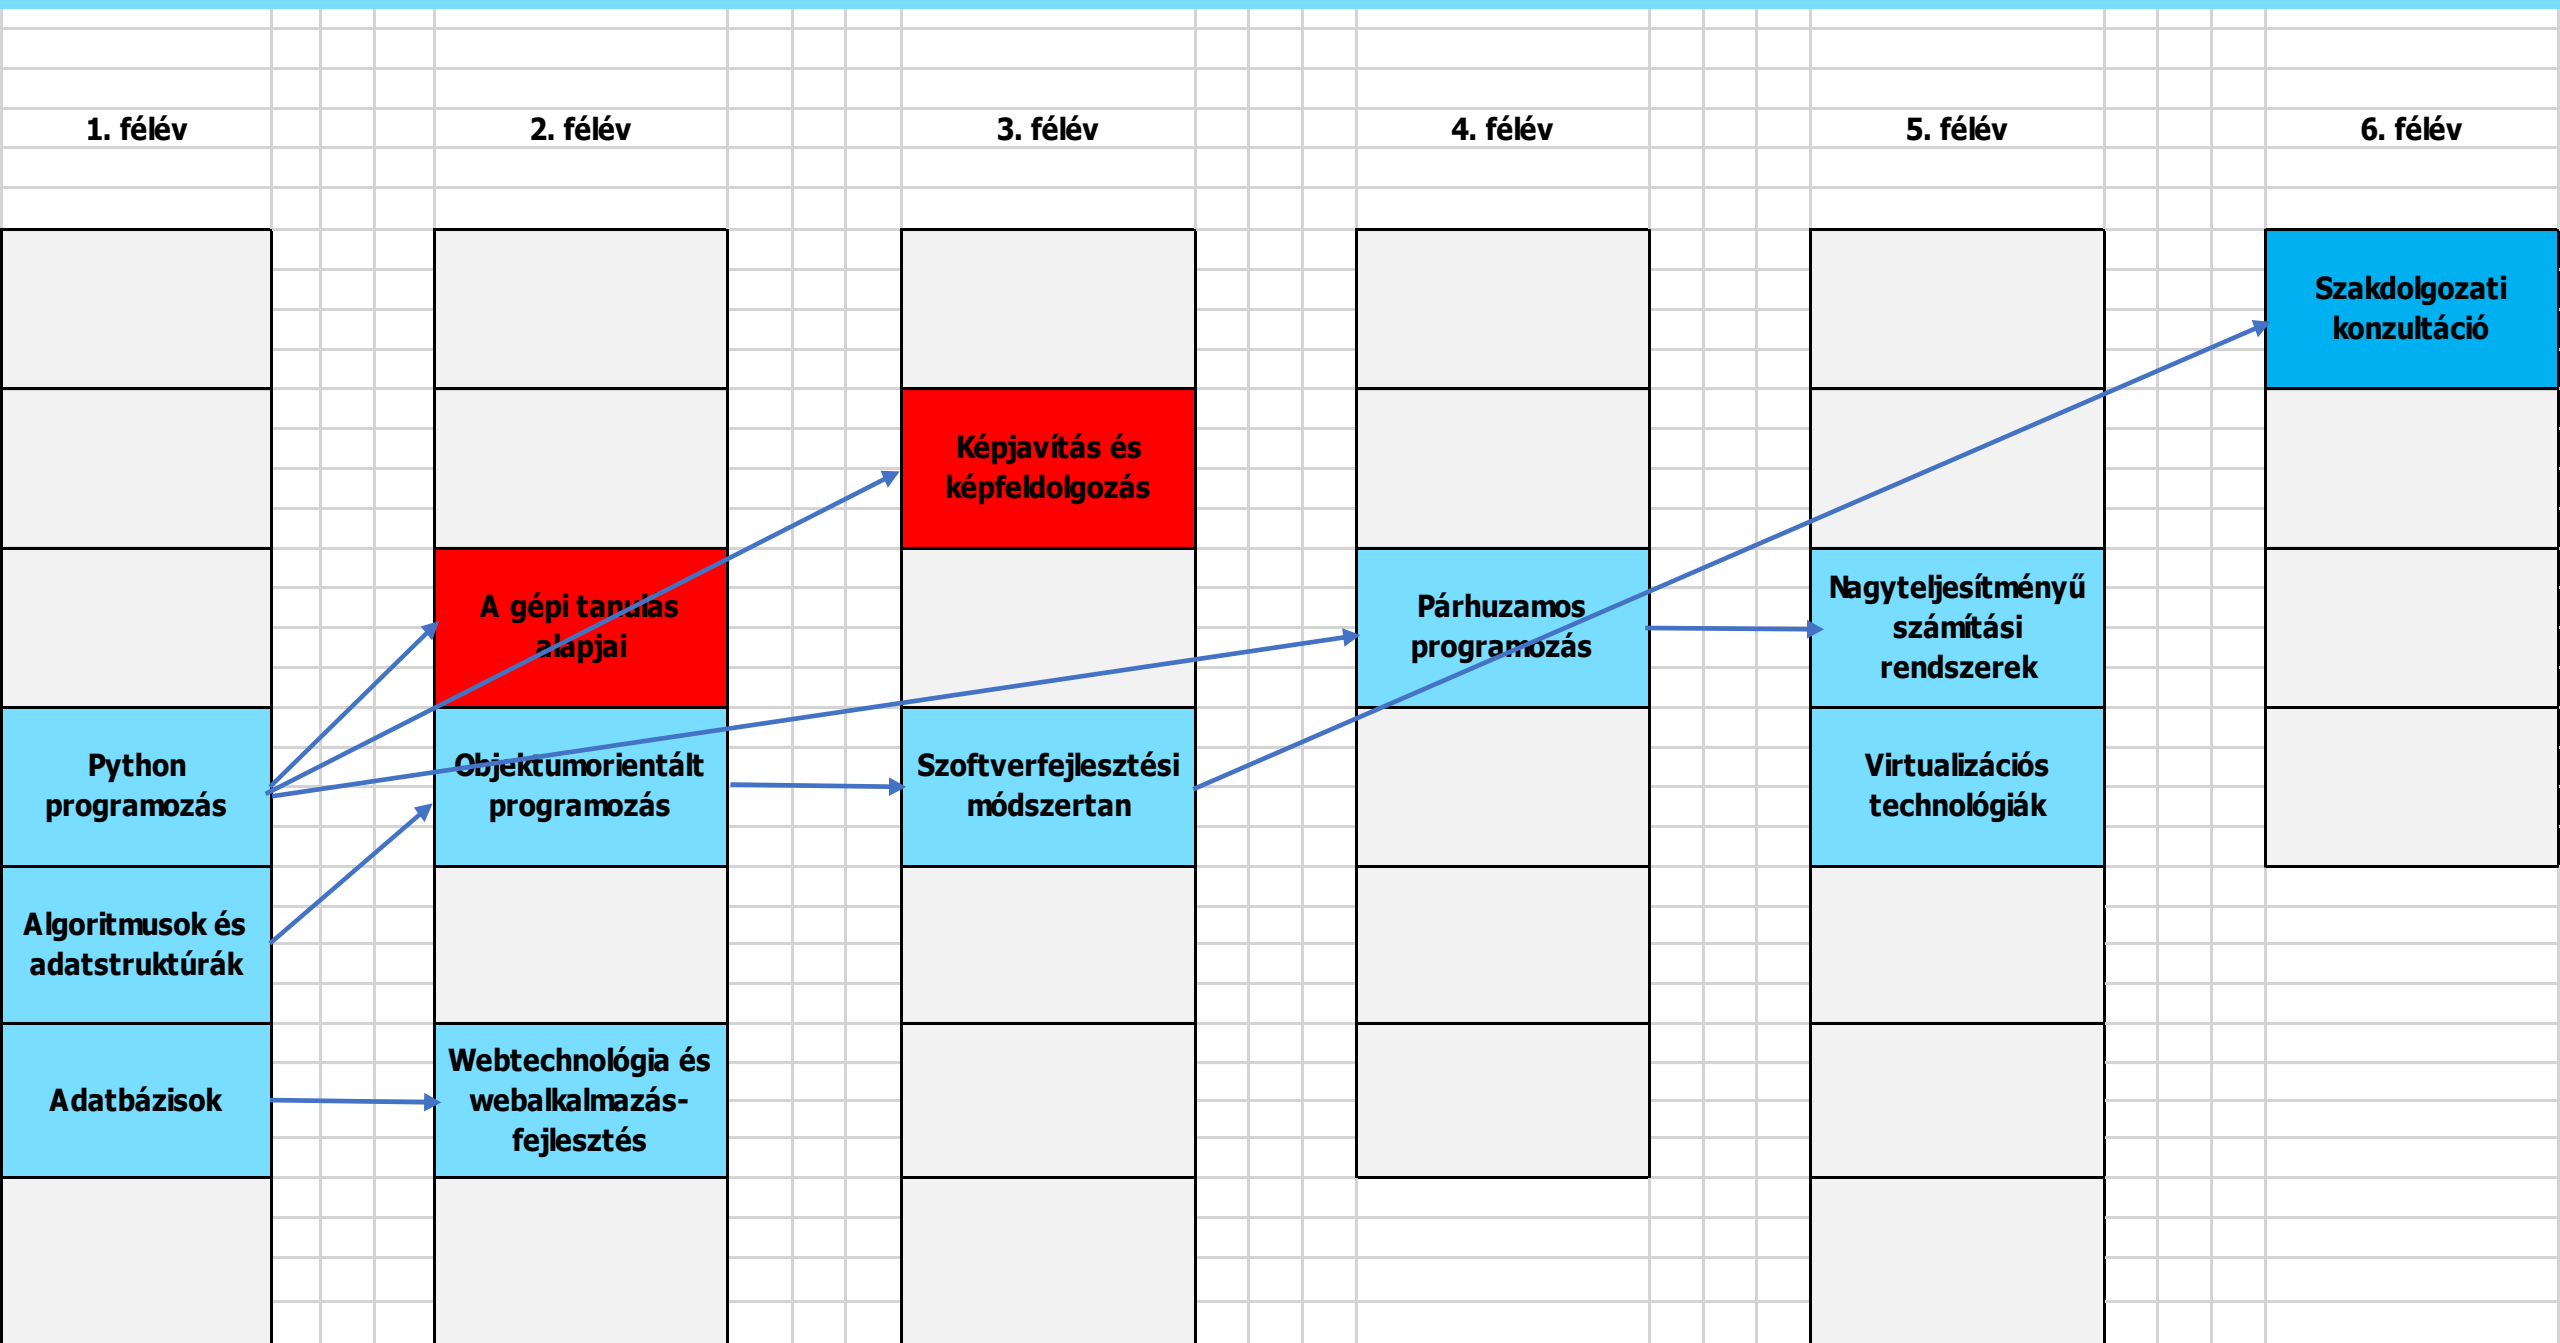 1. félév
2. félév
3. félév
4. félév
5. félév
6. félév
Python
programozás
Algoritmusok és
adatstruktúrák
Adatbázisok
A gépi tanulás
alapjai
Objektumorientált
programozás
Webtechnológia és
webalkalmazás-
fejlesztés
Képjavítás és
képfeldolgozás
Szoftverfejlesztési
módszertan
Párhuzamos
programozás
Nagyteljesítményű
számítási
rendszerek
Virtualizációs
technológiák
Szakdolgozati
konzultáció